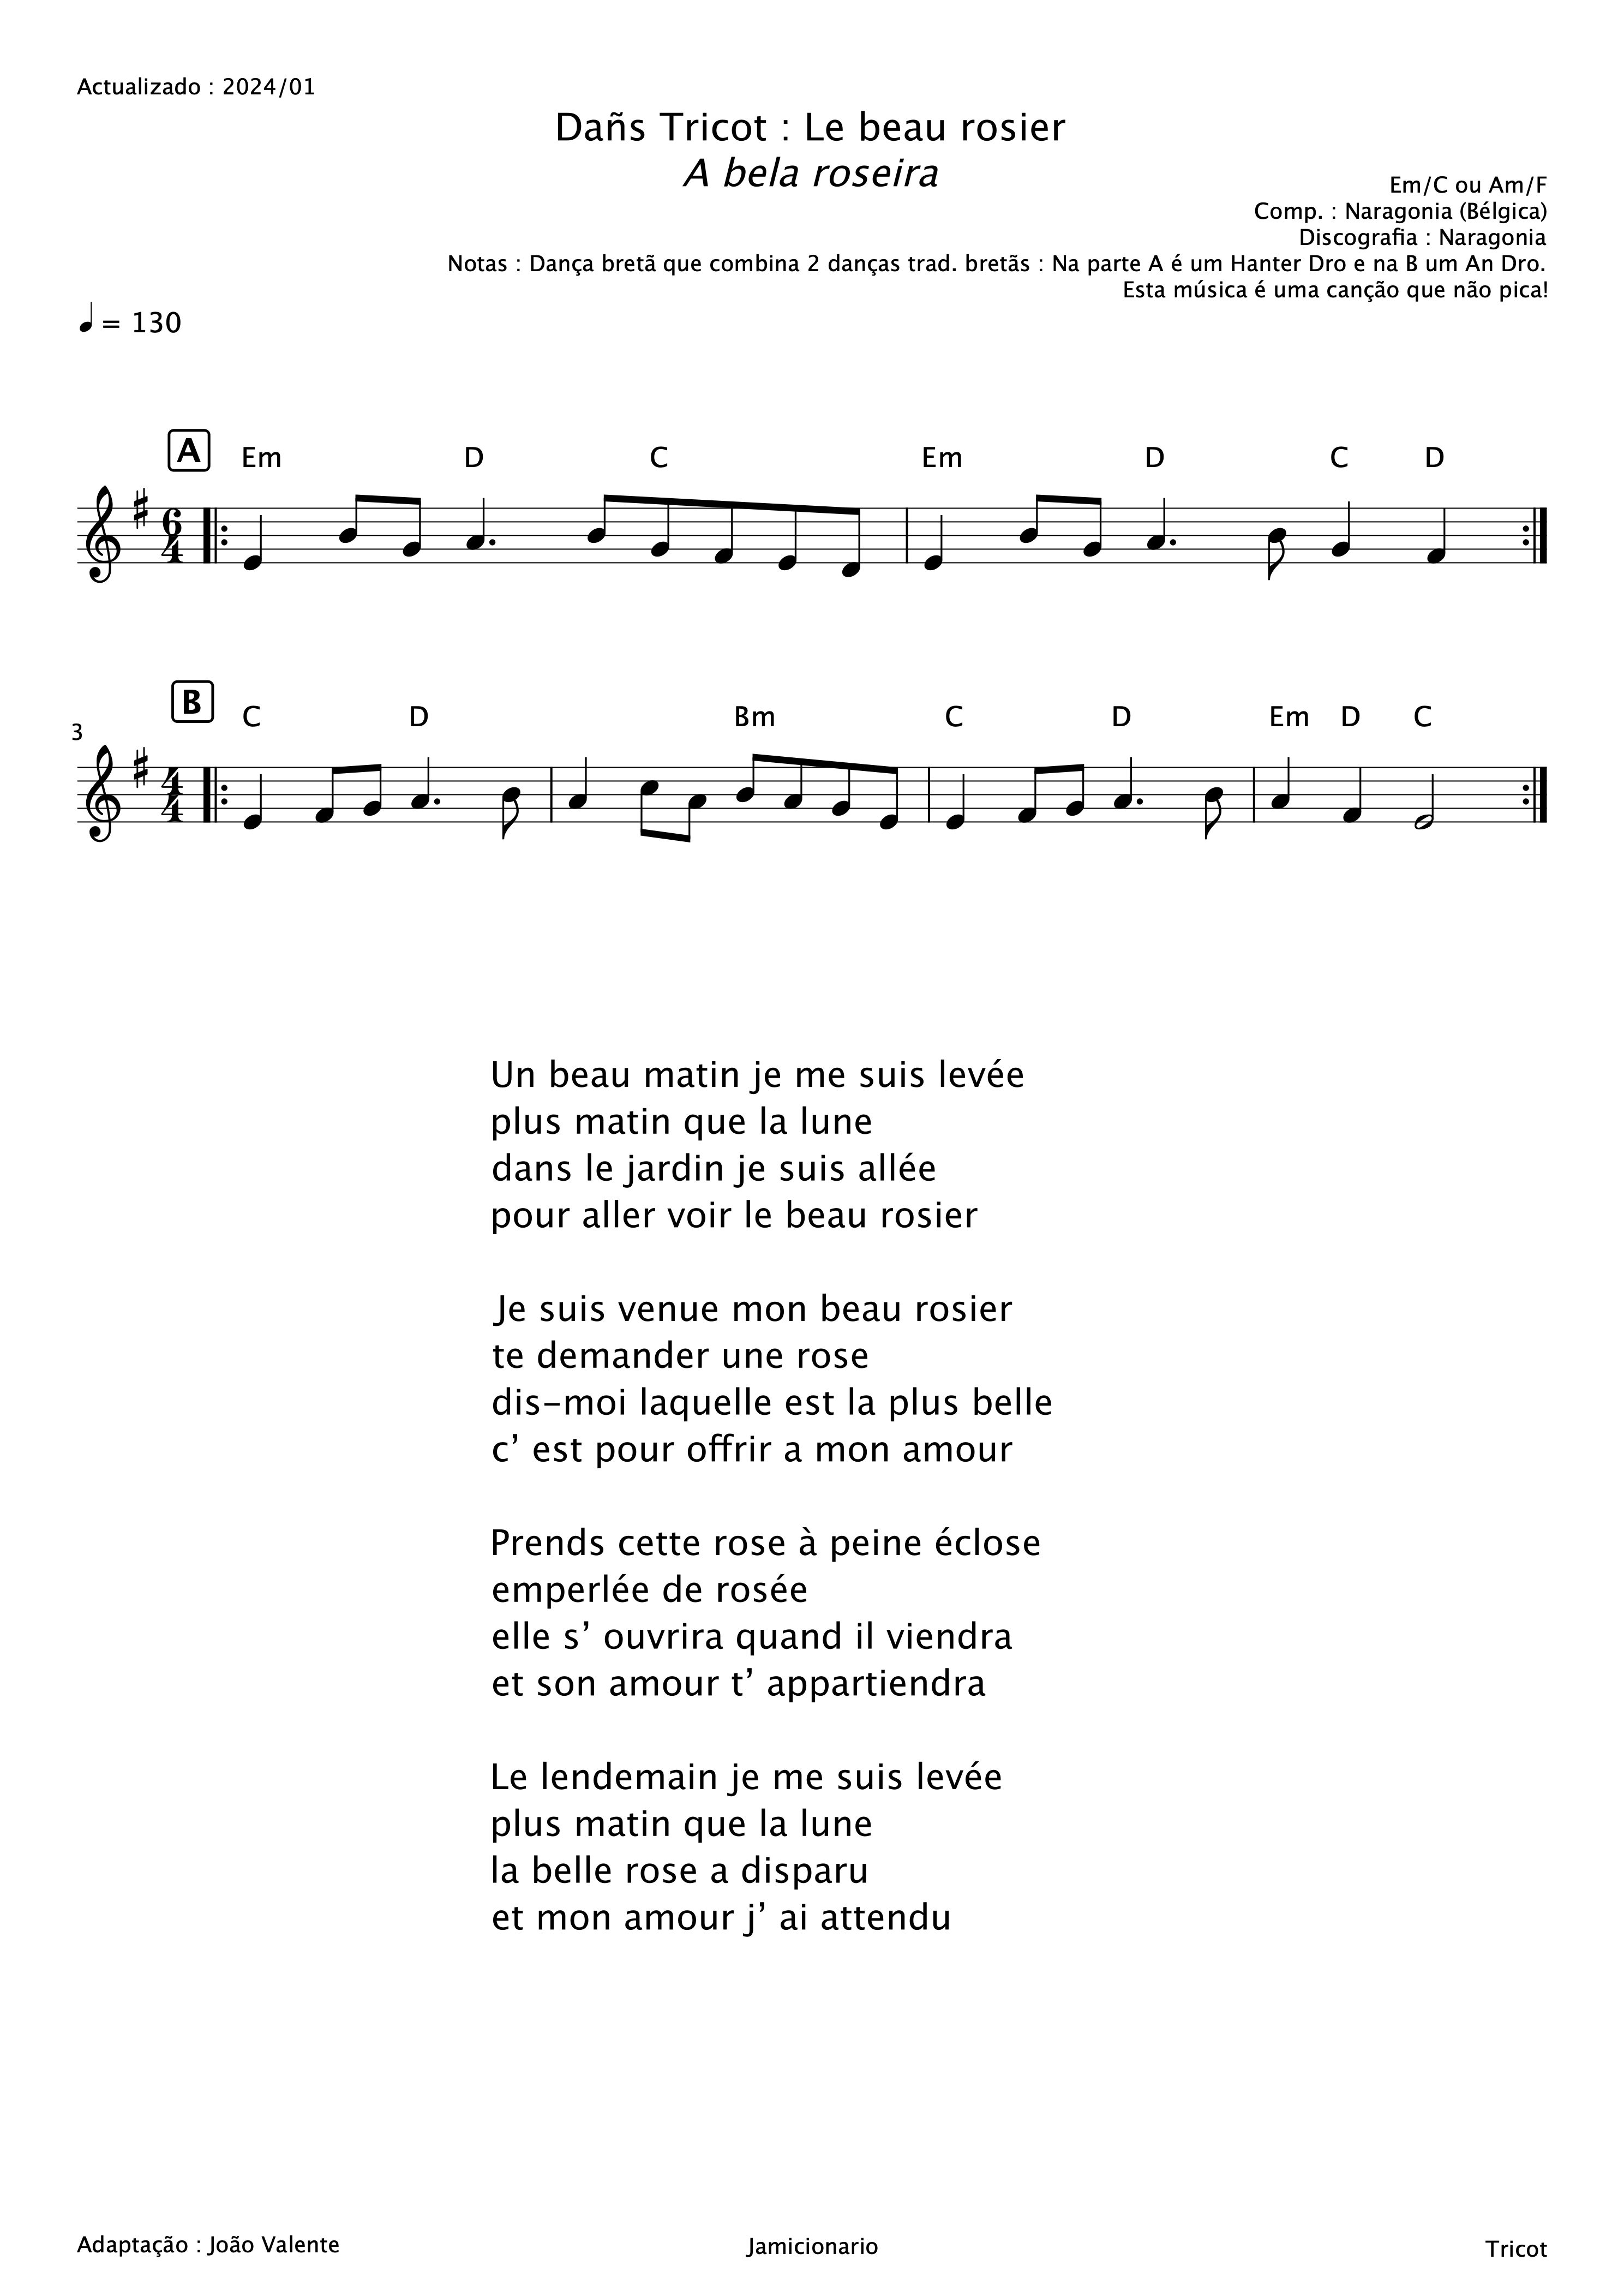 Actualizado : 2024/01
Dañs Tricot : Le beau rosier
A bela roseira
Em/C ou Am/F
Comp. : Naragonia (Bélgica)
Discografia : Naragonia
Notas : Dança bretã que combina 2 danças trad. bretãs : Na parte A é um Hanter Dro e na B um An Dro.
Esta música é uma canção que não pica!
= 130
A Em D C Em D C D
6
4
B C D Bm C D Em D C
3
4
4
Un beau matin je me suis levée
plus matin que la lune
dans le jardin je suis allée
pour aller voir le beau rosier
Je suis venue mon beau rosier
te demander une rose
dis-moi laquelle est la plus belle
c’ est pour offrir a mon amour
Prends cette rose à peine éclose
emperlée de rosée
elle s’ ouvrira quand il viendra
et son amour t’ appartiendra
Le lendemain je me suis levée
plus matin que la lune
la belle rose a disparu
et mon amour j’ ai attendu
Adaptação : João Valente
Jamicionario
Tricot